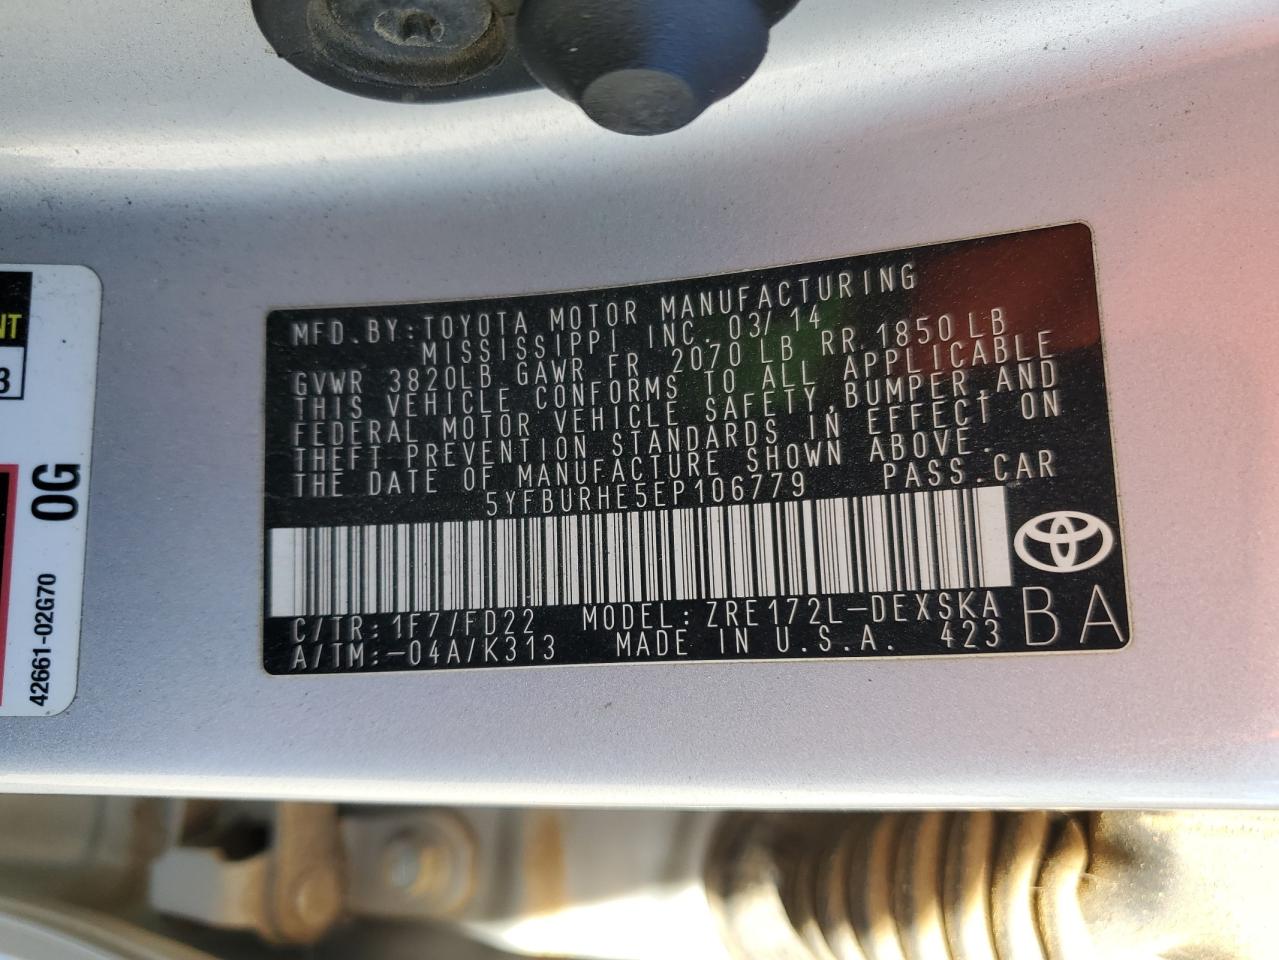 MFD.BY:TOYOTA MOTOR MANUFACTURING
MISSISSIPPI, INC. 03/14
GVWR 3820LB GAWR FR 2070 LB RR 1850 LB
THIS VEHICLE CONFORMS TO ALL APPLICABLE
FEDERAL MOTOR VEHICLE SAFETY, BUMPER, AND
THEFT PREVENTION STANDARDS IN EFFECT ON
THE DATE OF MANUFACTURE SHOWN ABOVE.
5YFBURHE5EP106779 PASS.CAR
C/TR: 1F7/FD22 MODEL: ZRE172L-DEXSKA
A/TM:-04A/K313 MADE IN U.S.A. 423
BA
NT
3
0G
42661-02G70